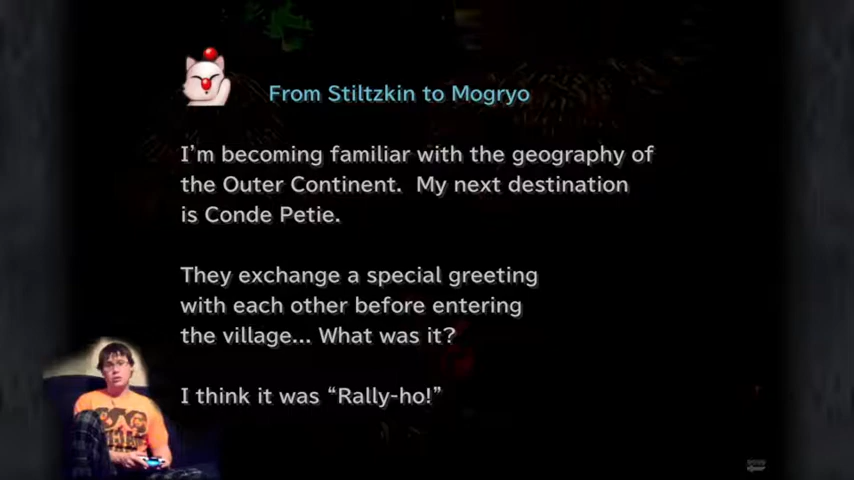 From Stiltzkin to Mogryo
I'm becoming familiar with the geography of
the Outer Continent.  My next destination
is Conde Petie.
They exchange a special greeting
with each other before entering
the village... What was it?
I think it was “Rally-ho!”